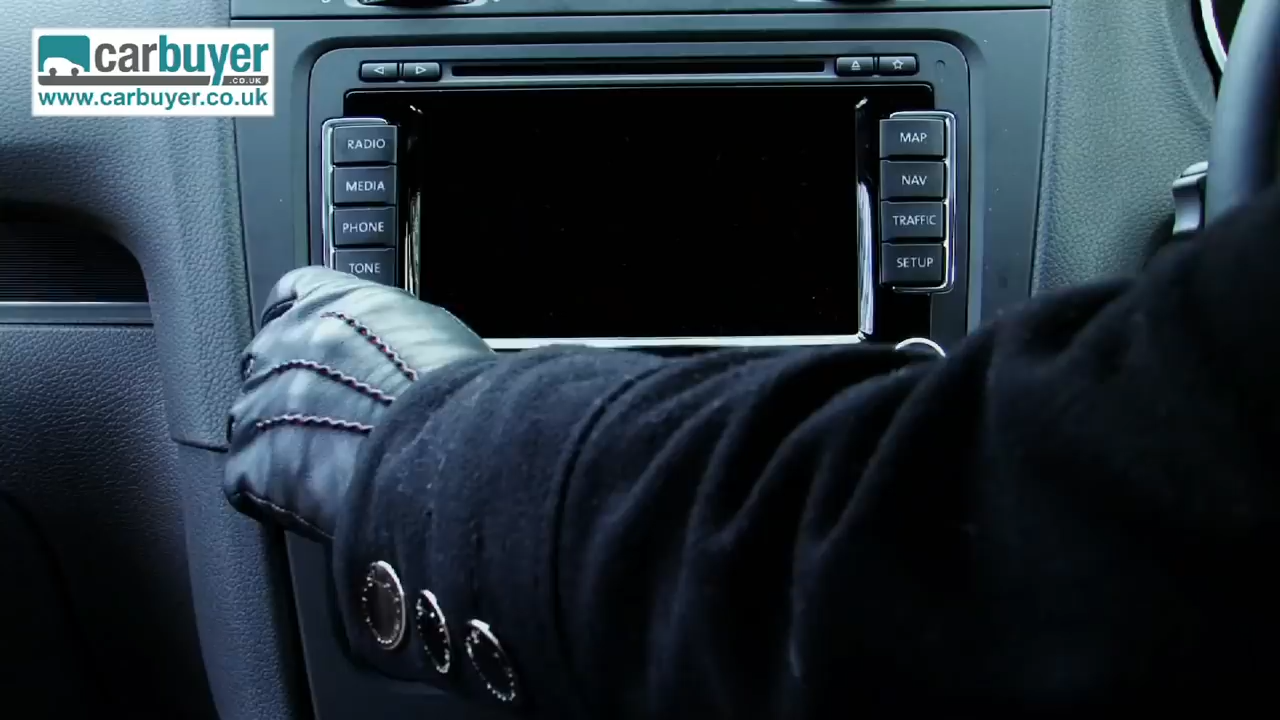 carbuyer
.CO.UK
www.carbuyer.co.uk
RADIO
MEDIA
PHONE
TONE
MAP
NAV
TRAFFIC
SETUP